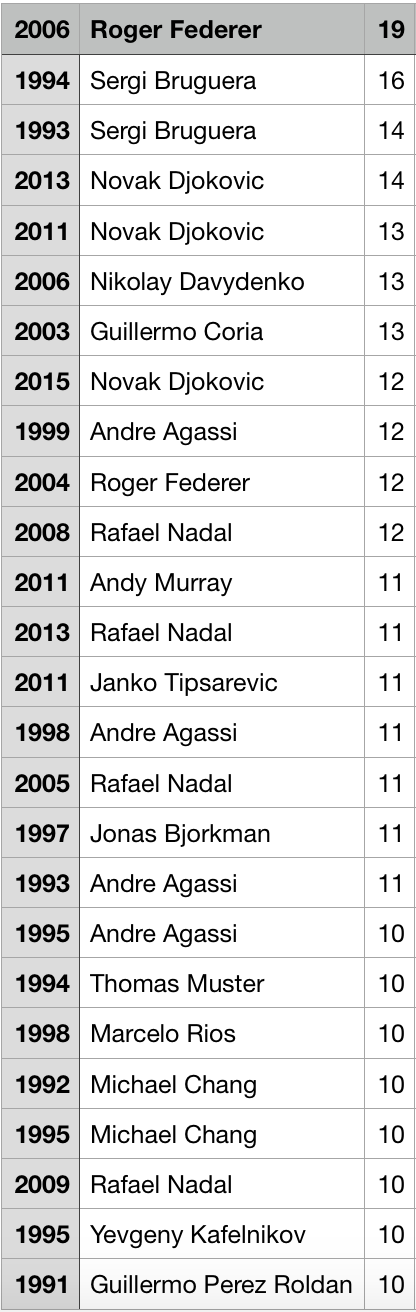 2006 Roger Federer 19
1994 Sergi Bruguera 16
1993 Sergi Bruguera 14
2013 Novak Djokovic 14
2011 Novak Djokovic 13
2006 Nikolay Davydenko 13
2003 Guillermo Coria 13
2015 Novak Djokovic 12
1999 Andre Agassi 12
2004 Roger Federer 12
2008 Rafael Nadal 12
2011 Andy Murray 11
2013 Rafael Nadal 11
2011 Janko Tipsarevic 11
1998 Andre Agassi 11
2005 Rafael Nadal 11
1997 Jonas Bjorkman 11
1993 Andre Agassi 11
1995 Andre Agassi 10
1994 Thomas Muster 10
1998 Marcelo Rios 10
1992 Michael Chang 10
1995 Michael Chang 10
2009 Rafael Nadal 10
1995 Yevgeny Kafelnikov 10
1991 Guillermo Perez Roldan 10